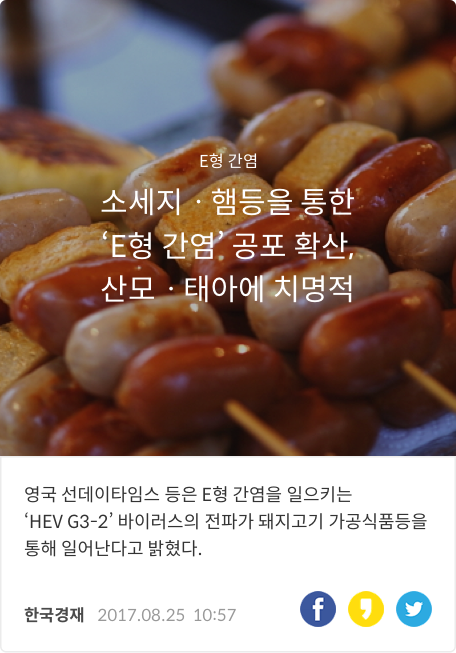 E형 간염
소세지ㆍ햄등을 통한
‘E형 간염’ 공포 확산,
산모ㆍ태아에 치명적
영국 선데이타임스 등은 E형 간염을 일으키는
‘HEV G3-2’ 바이러스의 전파가 돼지고기 가공식품등을
통해 일어난다고 밝혔다.
한국경제 2017.08.25 10:57